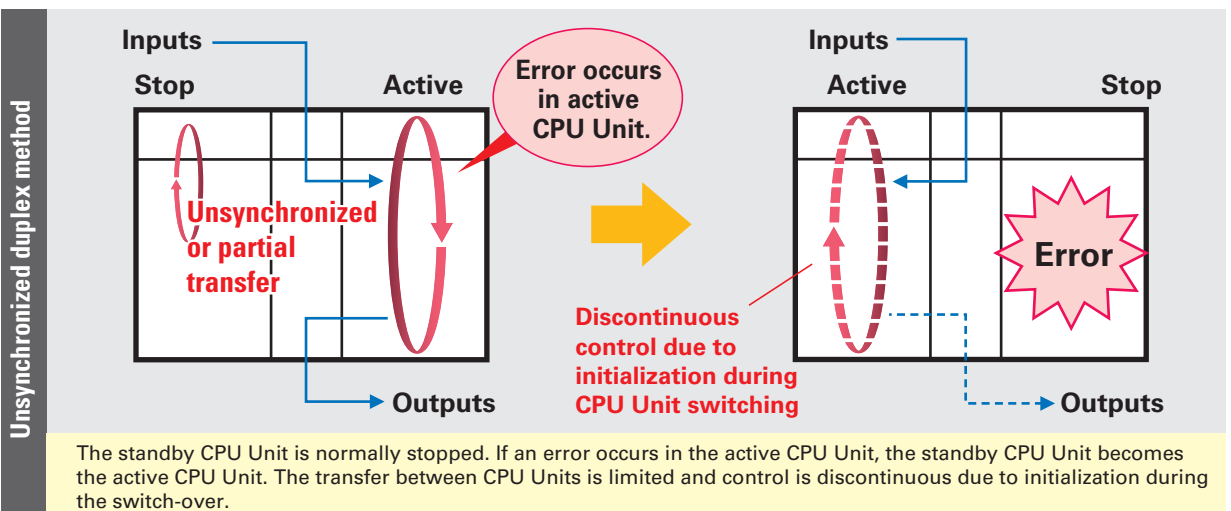 Unsynchronized duplex method
Inputs
Stop
Active
Error occurs
in active
CPU Unit.
Unsynchronized
or partial
transfer
Outputs
Inputs
Active
Stop
Error
Discontinuous
control due to
initialization during
CPU Unit switching
Outputs
The standby CPU Unit is normally stopped. If an error occurs in the active CPU Unit, the standby CPU Unit becomes
the active CPU Unit. The transfer between CPU Units is limited and control is discontinuous due to initialization during
the switch-over.